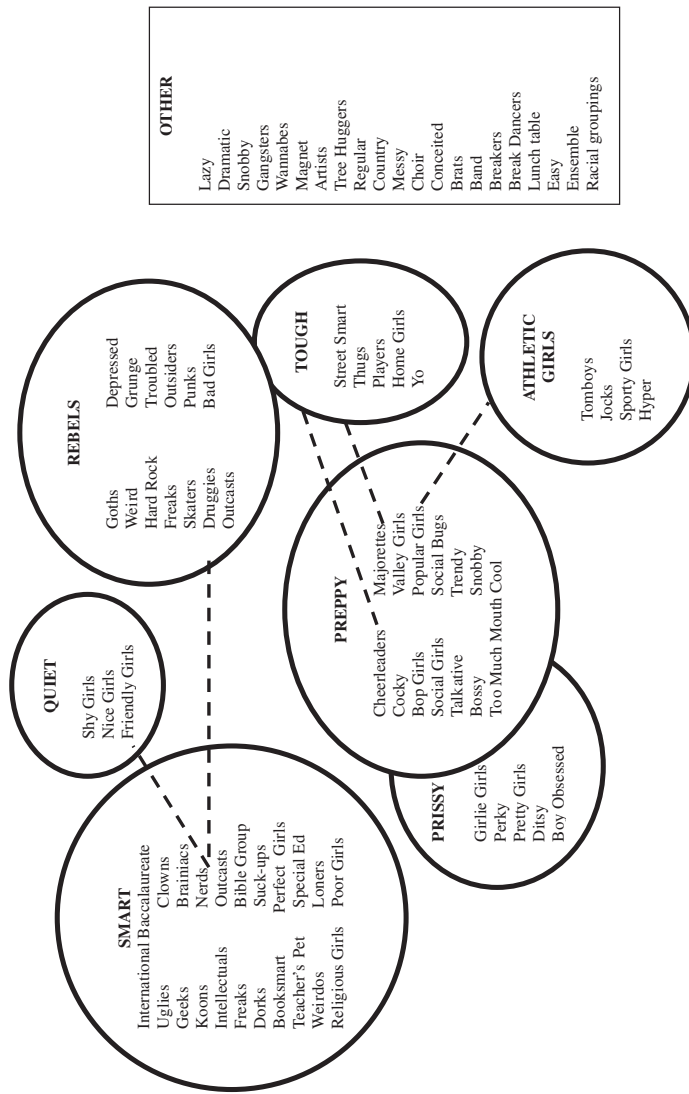 SMART
International Baccalaureate
Uglies Clowns
Geeks Brainiacs
Koons Nerds
Intellectuals Outcasts
Freaks Bible Group
Dorks Suck-ups
Booksmart Perfect Girls
Teacher's Pet Special Ed
Weirdos Loners
Religious Girls Poor Girls
QUIET
Shy Girls
Nice Girls
Friendly Girls
REBELS
Goths Depressed
Weird Grunge
Hard Rock Troubled
Freaks Outsiders
Skaters Punks
Druggies Bad Girls
Outcasts
PRISSY
Girlie Girls
Perky
Pretty Girls
Ditsy
Boy Obsessed
PREPPY
Cheerleaders Majorettes
Cocky Valley Girls
Bop Girls Popular Girls
Social Girls Social Bugs
Talkative Trendy
Bossy Snobby
Too Much Mouth Cool
TOUGH
Street Smart
Thugs
Players
Home Girls
Yo
ATHLETIC
GIRLS
Tomboys
Jocks
Sporty Girls
Hyper
OTHER
Lazy
Dramatic
Snobby
Gangsters
Wannabes
Magnet
Artists
Tree Huggers
Regular
Country
Messy
Choir
Conceited
Brats
Band
Breakers
Break Dancers
Lunch table
Easy
Ensemble
Racial groupings